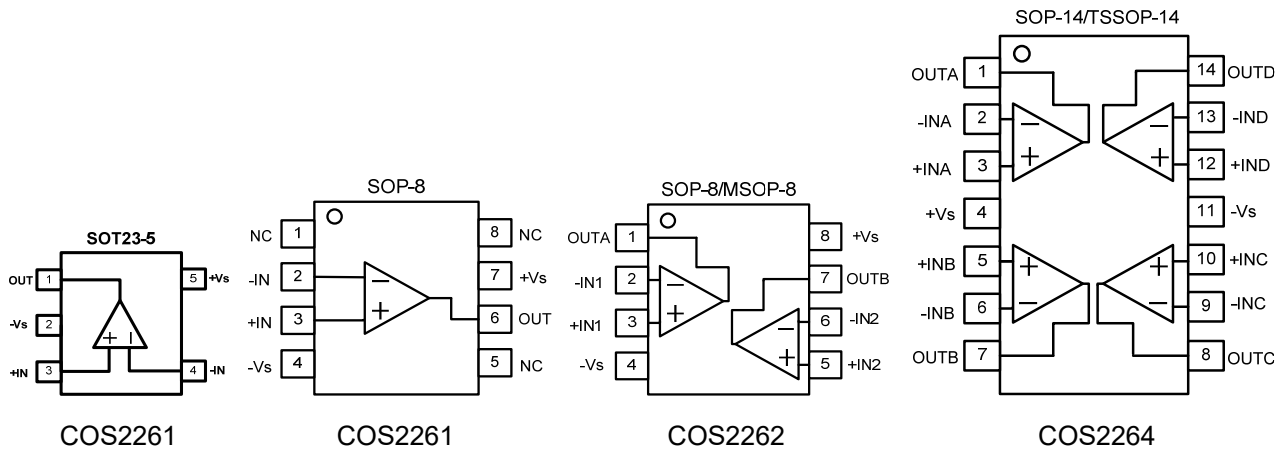 SOT23-5
OUT 1 5 +Vs
-Vs 2
+IN 3 4 -IN
+ −
COS2261
SOP-8
NC 1 8 NC
-IN 2 − 7 +Vs
+IN 3 + 6 OUT
-Vs 4 5 NC
COS2261
SOP-8/MSOP-8
OUTA 1 8 +Vs
-IN1 2 − 7 OUTB
+IN1 3 + − 6 -IN2
-Vs 4 + 5 +IN2
COS2262
SOP-14/TSSOP-14
OUTA 1 14 OUTD
-INA 2 − − 13 -IND
+INA 3 + + 12 +IND
+Vs 4 11 -Vs
+INB 5 + + 10 +INC
-INB 6 − − 9 -INC
OUTB 7 8 OUTC
COS2264